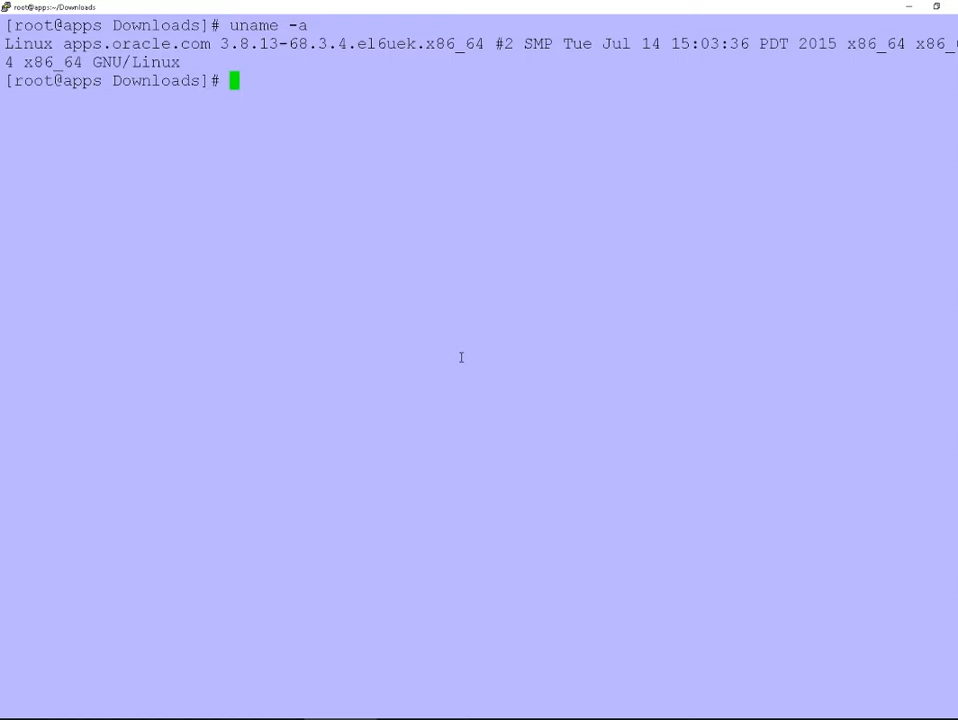 root@apps:~/Downloads
[root@apps Downloads]# uname -a
Linux apps.oracle.com 3.8.13-68.3.4.el6uek.x86_64 #2 SMP Tue Jul 14 15:03:36 PDT 2015 x86_64 x86_
4 x86_64 GNU/Linux
[root@apps Downloads]#